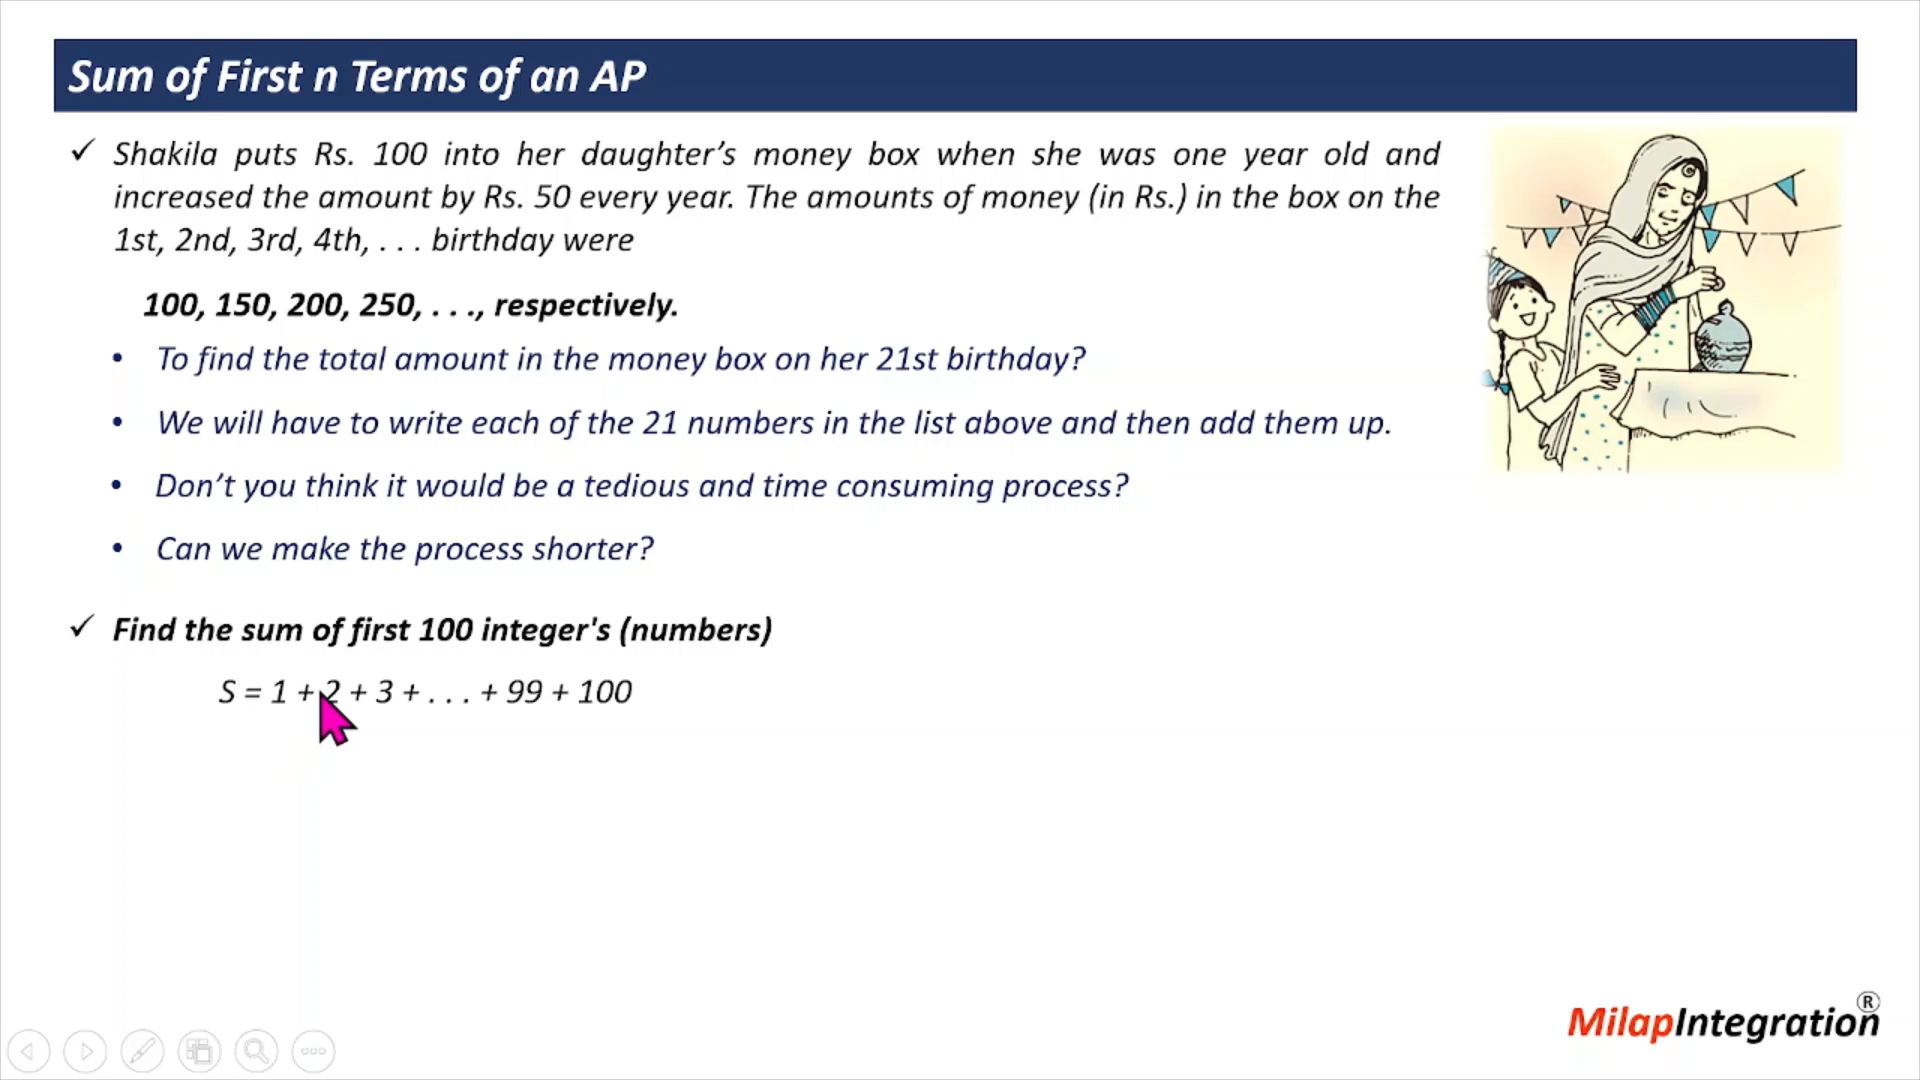 Sum of First n Terms of an AP
✓ Shakila puts Rs. 100 into her daughter’s money box when she was one year old and
increased the amount by Rs. 50 every year. The amounts of money (in Rs.) in the box on the
1st, 2nd, 3rd, 4th, . . . birthday were
100, 150, 200, 250, . . ., respectively.
• To find the total amount in the money box on her 21st birthday?
• We will have to write each of the 21 numbers in the list above and then add them up.
• Don’t you think it would be a tedious and time consuming process?
• Can we make the process shorter?
✓ Find the sum of first 100 integer's (numbers)
S = 1 + 2 + 3 + . . . + 99 + 100
MilapIntegration®